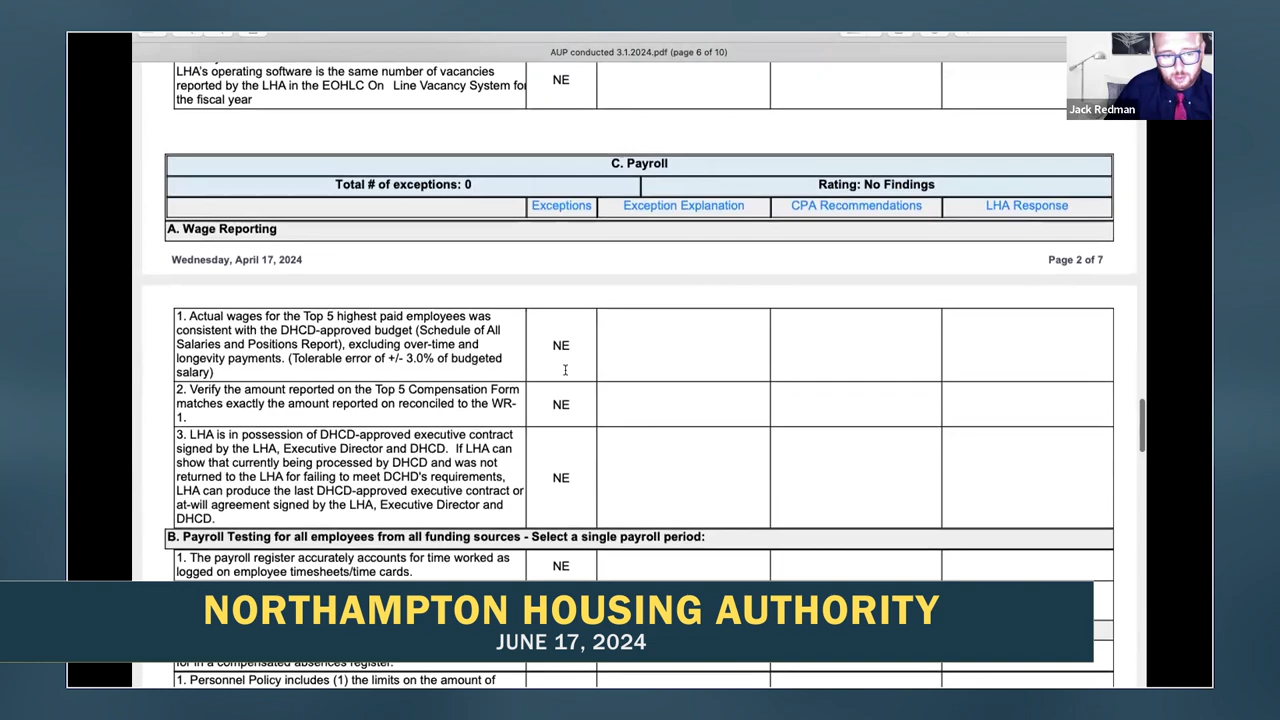 AUP conducted 3.1.2024.pdf (page 6 of 10)
Jack Redman
LHA's operating software is the same number of vacancies
reported by the LHA in the EOHLC On Line Vacancy System for
the fiscal year
NE
C. Payroll
Total # of exceptions: 0
Rating: No Findings
Exceptions
Exception Explanation
CPA Recommendations
LHA Response
A. Wage Reporting
Wednesday, April 17, 2024
Page 2 of 7
1. Actual wages for the Top 5 highest paid employees was
consistent with the DHCD-approved budget (Schedule of All
Salaries and Positions Report), excluding over-time and
longevity payments. (Tolerable error of +/- 3.0% of budgeted
salary)
NE
2. Verify the amount reported on the Top 5 Compensation Form
matches exactly the amount reported on reconciled to the WR-
1.
NE
3. LHA is in possession of DHCD-approved executive contract
signed by the LHA, Executive Director and DHCD. If LHA can
show that currently being processed by DHCD and was not
returned to the LHA for failing to meet DCHD's requirements,
LHA can produce the last DHCD-approved executive contract or
at-will agreement signed by the LHA, Executive Director and
DHCD.
NE
B. Payroll Testing for all employees from all funding sources - Select a single payroll period:
1. The payroll register accurately accounts for time worked as
logged on employee timesheets/time cards.
NE
NORTHAMPTON HOUSING AUTHORITY
JUNE 17, 2024
for in a compensated absences register.
1. Personnel Policy includes (1) the limits on the amount of